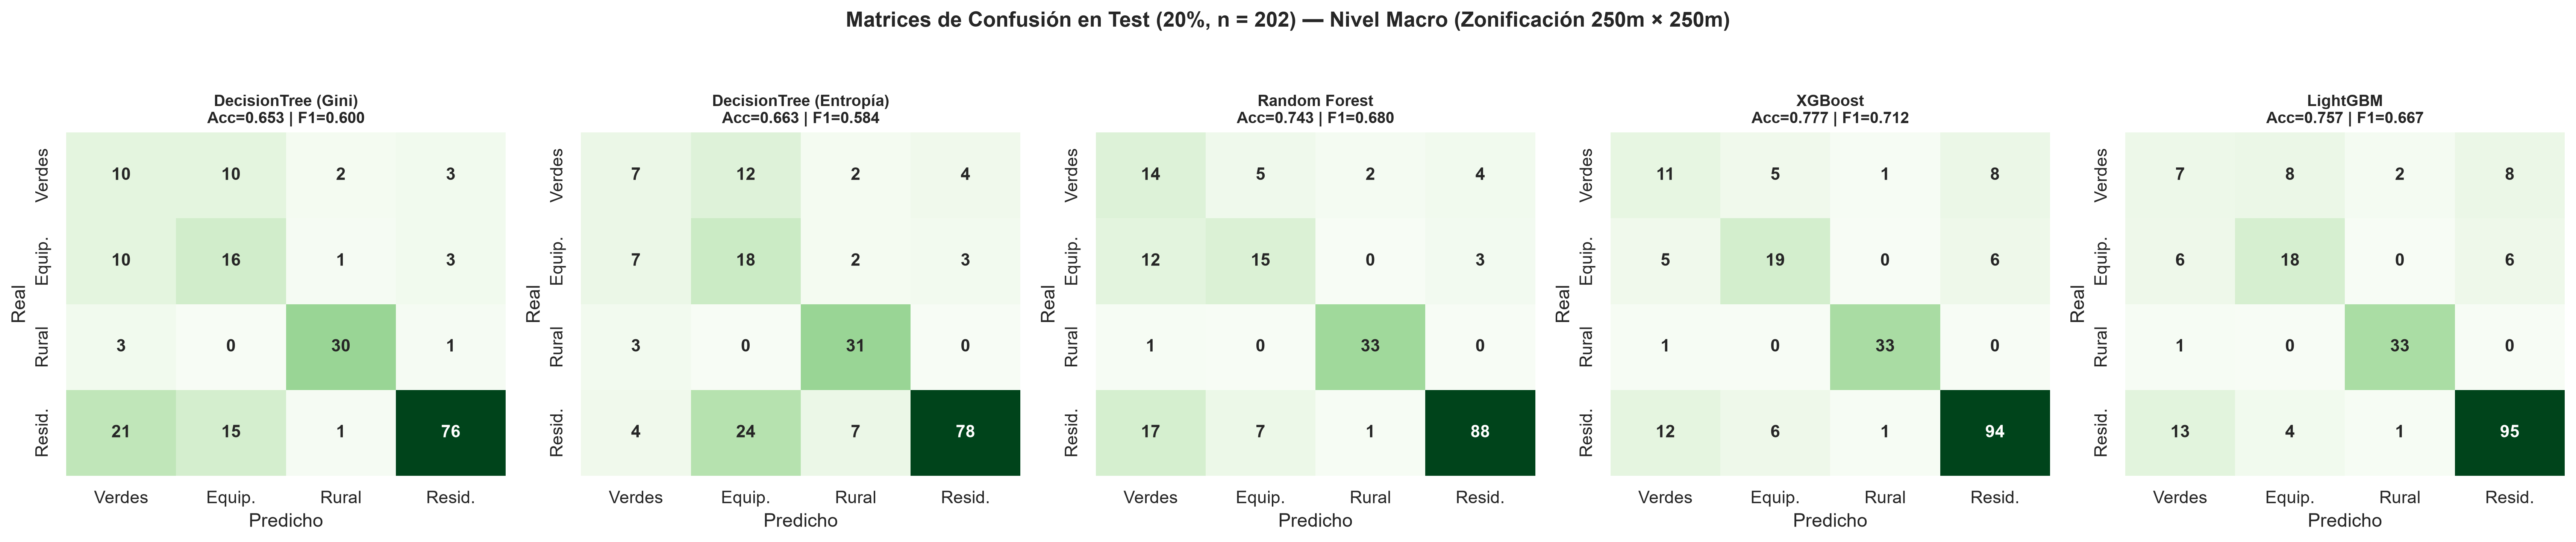 Matrices de Confusión en Test (20%, n = 202) — Nivel Macro (Zonificación 250m × 250m)
DecisionTree (Gini)
Acc=0.653 | F1=0.600
Real
Verdes 10 10 2 3
Equip. 10 16 1 3
Rural 3 0 30 1
Resid. 21 15 1 76
Verdes Equip. Rural Resid.
Predicho
DecisionTree (Entropía)
Acc=0.663 | F1=0.584
Real
Verdes 7 12 2 4
Equip. 7 18 2 3
Rural 3 0 31 0
Resid. 4 24 7 78
Verdes Equip. Rural Resid.
Predicho
Random Forest
Acc=0.743 | F1=0.680
Real
Verdes 14 5 2 4
Equip. 12 15 0 3
Rural 1 0 33 0
Resid. 17 7 1 88
Verdes Equip. Rural Resid.
Predicho
XGBoost
Acc=0.777 | F1=0.712
Real
Verdes 11 5 1 8
Equip. 5 19 0 6
Rural 1 0 33 0
Resid. 12 6 1 94
Verdes Equip. Rural Resid.
Predicho
LightGBM
Acc=0.757 | F1=0.667
Real
Verdes 7 8 2 8
Equip. 6 18 0 6
Rural 1 0 33 0
Resid. 13 4 1 95
Verdes Equip. Rural Resid.
Predicho